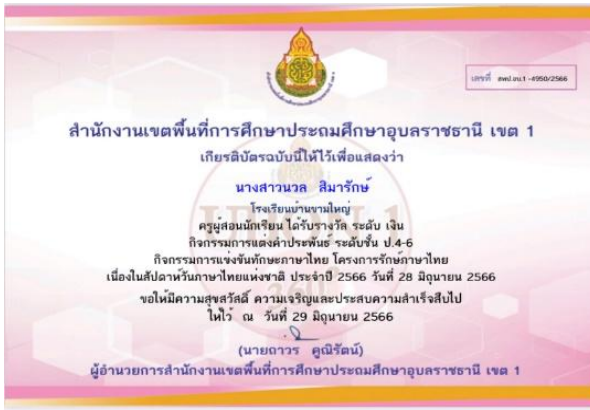 เลขที่ สพป.อบ.1 -4950/2566
สำนักงานเขตพื้นที่การศึกษาประถมศึกษาอุบลราชธานี เขต 1
เกียรติบัตรฉบับนี้ให้ไว้เพื่อแสดงว่า
นางสาวนวล สิมารักษ์
โรงเรียนบ้านขามใหญ่
ครูผู้สอนนักเรียน ได้รับรางวัล ระดับ เงิน
กิจกรรมการแต่งคำประพันธ์ ระดับชั้น ป.4-6
กิจกรรมการแข่งขันทักษะภาษาไทย โครงการรักษ์ภาษาไทย
เนื่องในสัปดาห์วันภาษาไทยแห่งชาติ ประจำปี 2566 วันที่ 28 มิถุนายน 2566
ขอให้มีความสุขสวัสดิ์ ความเจริญและประสบความสำเร็จสืบไป
ให้ไว้ ณ วันที่ 29 มิถุนายน 2566
(นายถาวร คูณิรัตน์)
ผู้อำนวยการสำนักงานเขตพื้นที่การศึกษาประถมศึกษาอุบลราชธานี เขต 1